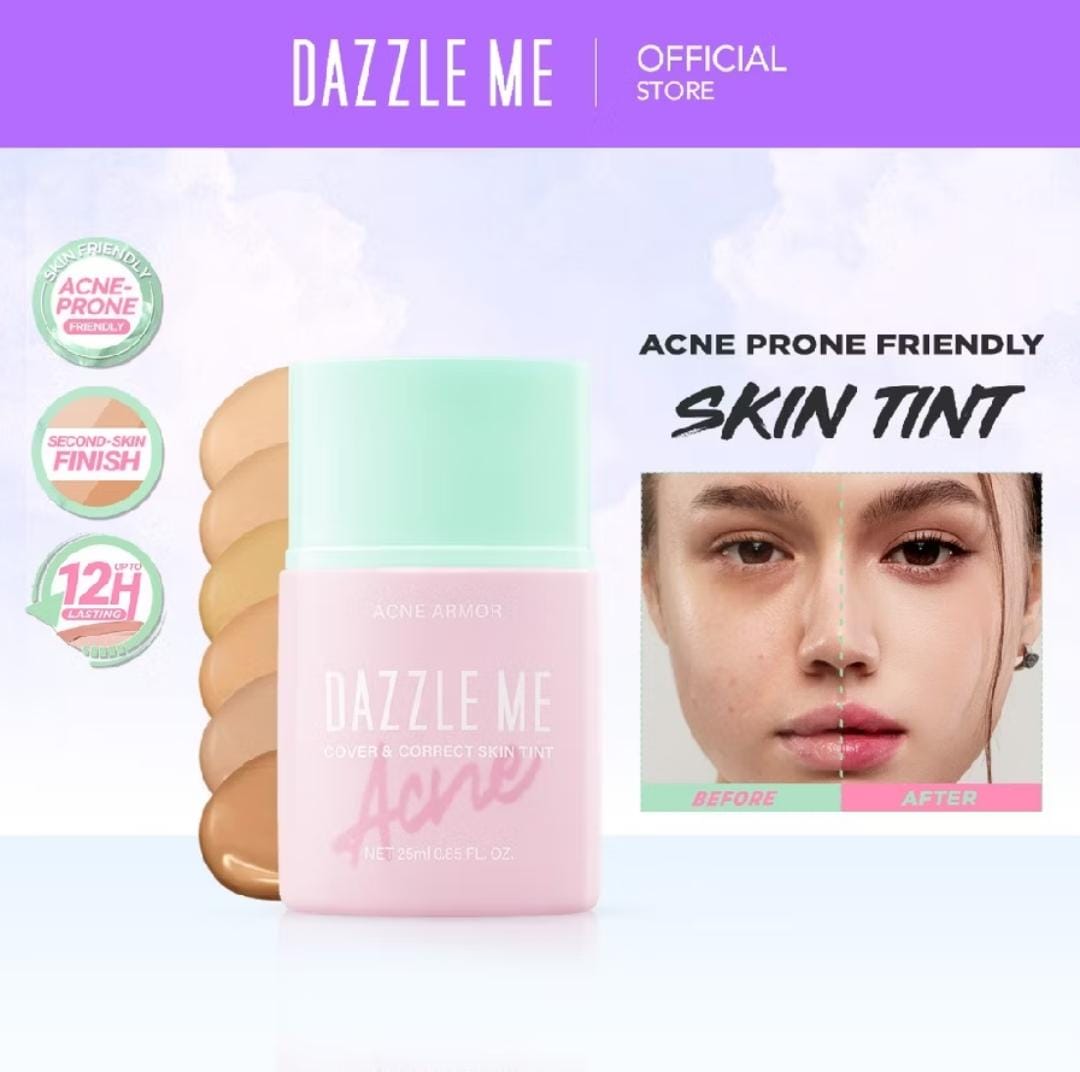 DAZZLE ME
OFFICIAL
STORE
SKIN FRIENDLY
ACNE-
PRONE
FRIENDLY
SECOND-SKIN
FINISH
UP TO
12H
LASTING
ACNE ARMOR
DAZZLE ME
COVER & CORRECT SKIN TINT
Acne
NET 25ml 0.85 FL. OZ.
ACNE PRONE FRIENDLY
SKIN TINT
BEFORE
AFTER